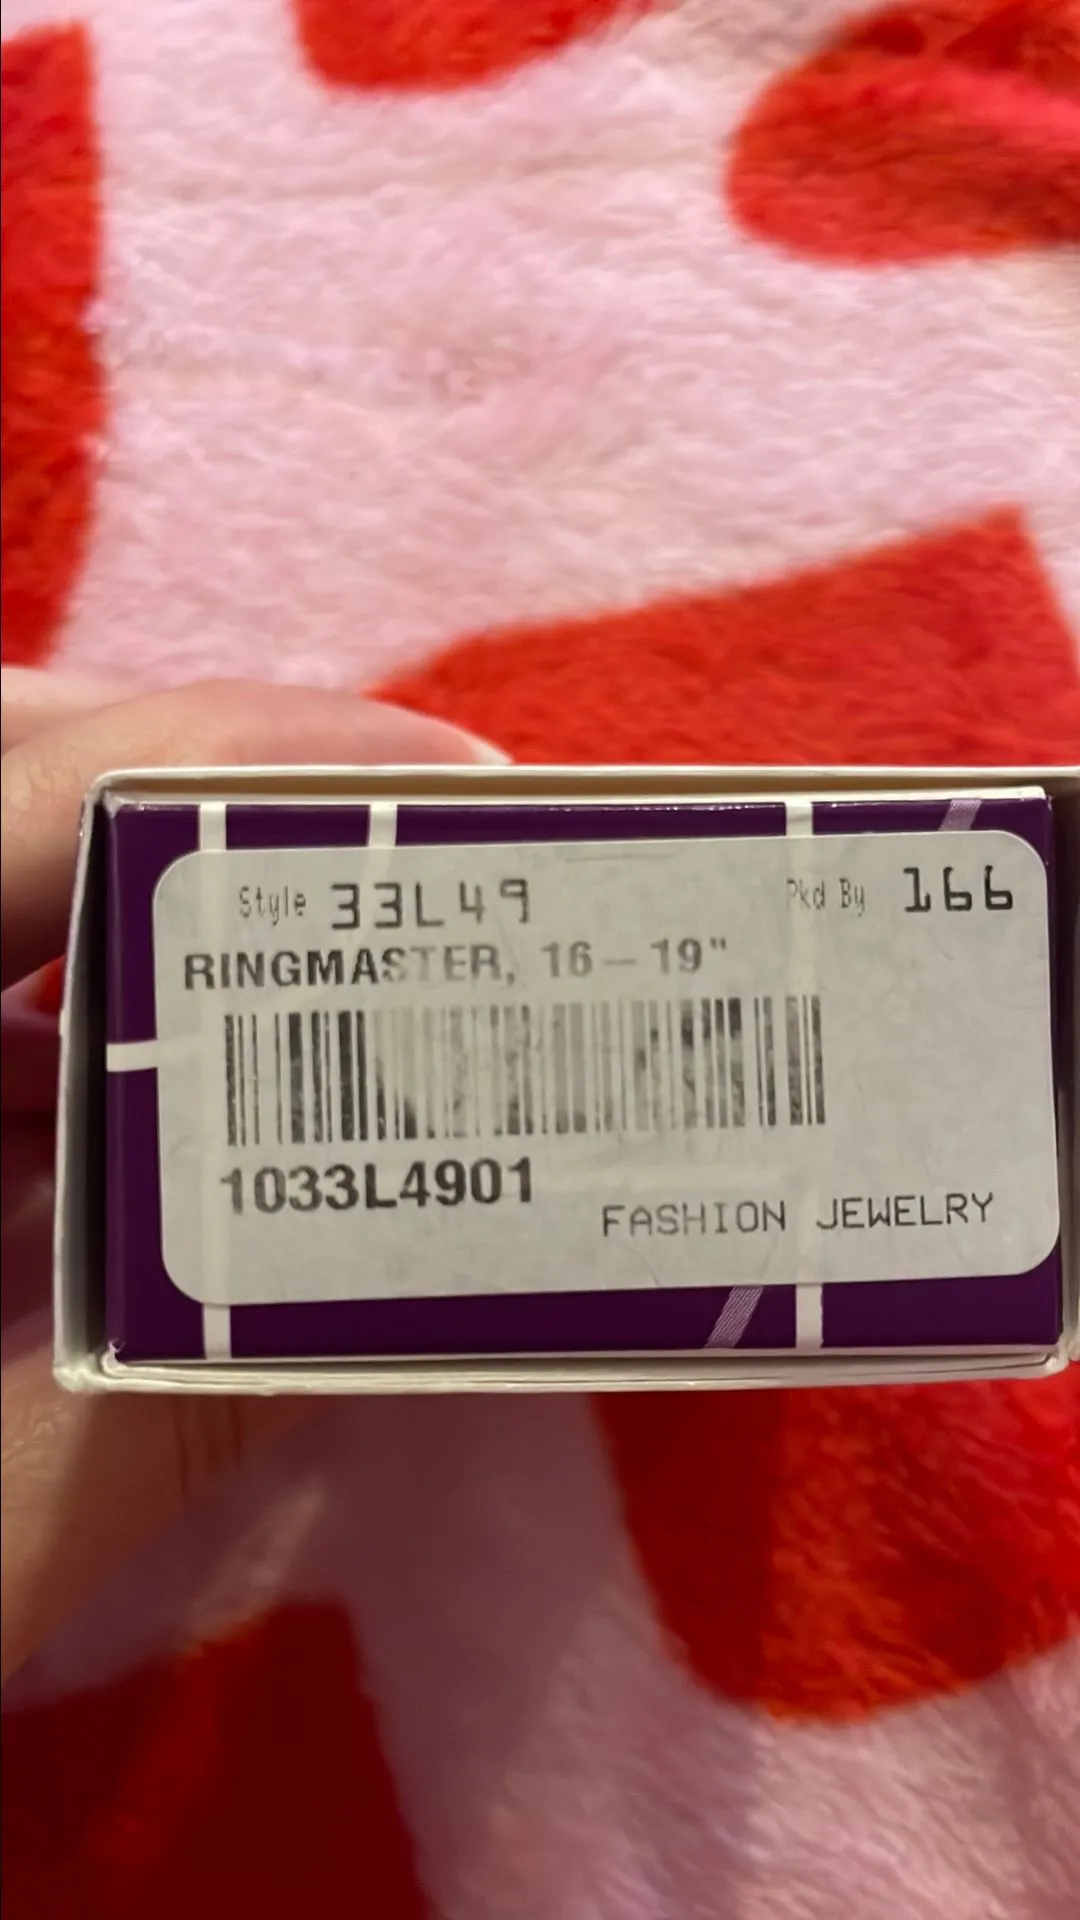 Style 33L49 Pkd By 166
RINGMASTER, 16-19"
1033L4901
FASHION JEWELRY